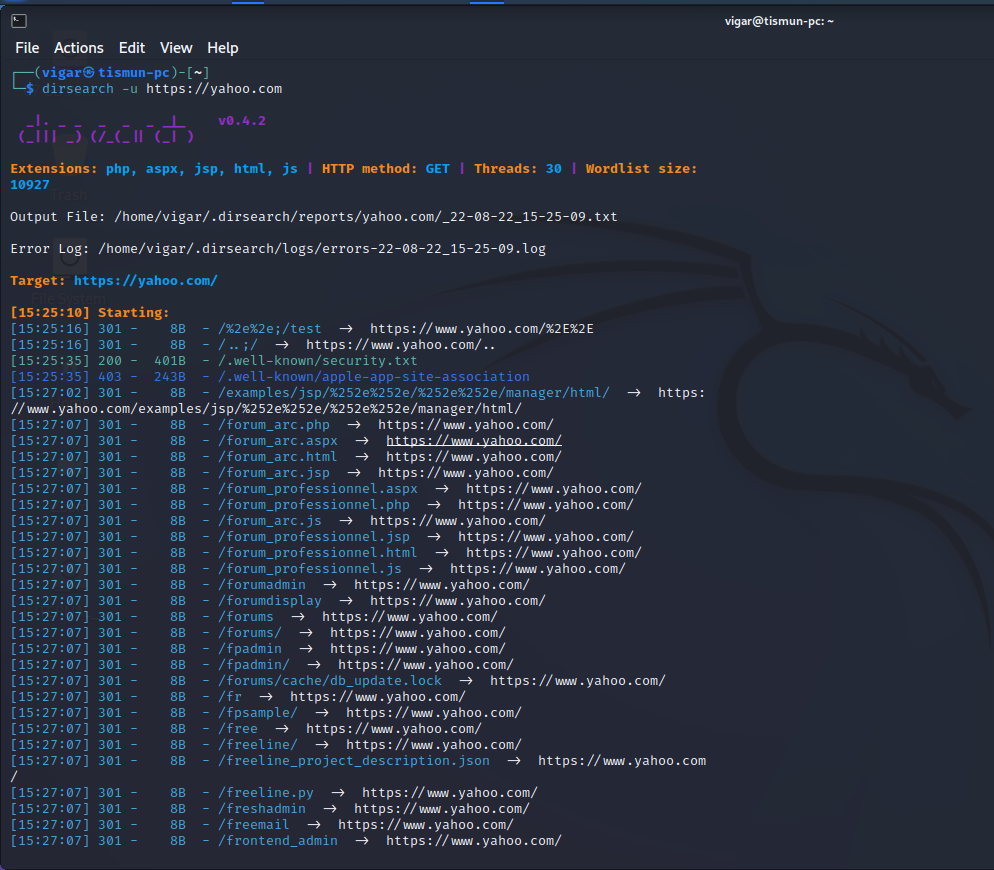 vigar@tismun-pc: ~
File Actions Edit View Help
┌──(vigar㉿tismun-pc)-[~]
└─$ dirsearch -u https://yahoo.com
_|. _ _  _  _  _ _|_    v0.4.2
(_||| _) (/_(_|| (_| )
Extensions: php, aspx, jsp, html, js | HTTP method: GET | Threads: 30 | Wordlist size:
10927
Trash
Output File: /home/vigar/.dirsearch/reports/yahoo.com/_22-08-22_15-25-09.txt
Error Log: /home/vigar/.dirsearch/logs/errors-22-08-22_15-25-09.log
Target: https://yahoo.com/
File System
[15:25:10] Starting:
[15:25:16] 301 -    8B  - /%2e%2e;/test  →  https://www.yahoo.com/%2E%2E
[15:25:16] 301 -    8B  - /..;/  →  https://www.yahoo.com/..
[15:25:35] 200 -  401B  - /.well-known/security.txt
[15:25:35] 403 -  243B  - /.well-known/apple-app-site-association
[15:27:02] 301 -    8B  - /examples/jsp/%252e%252e/%252e%252e/manager/html/  →  https:
//www.yahoo.com/examples/jsp/%252e%252e/%252e%252e/manager/html/
[15:27:07] 301 -    8B  - /forum_arc.php  →  https://www.yahoo.com/
[15:27:07] 301 -    8B  - /forum_arc.aspx  →  https://www.yahoo.com/
[15:27:07] 301 -    8B  - /forum_arc.html  →  https://www.yahoo.com/
[15:27:07] 301 -    8B  - /forum_arc.jsp  →  https://www.yahoo.com/
[15:27:07] 301 -    8B  - /forum_professionnel.aspx  →  https://www.yahoo.com/
[15:27:07] 301 -    8B  - /forum_professionnel.php  →  https://www.yahoo.com/
[15:27:07] 301 -    8B  - /forum_arc.js  →  https://www.yahoo.com/
[15:27:07] 301 -    8B  - /forum_professionnel.jsp  →  https://www.yahoo.com/
[15:27:07] 301 -    8B  - /forum_professionnel.html  →  https://www.yahoo.com/
[15:27:07] 301 -    8B  - /forum_professionnel.js  →  https://www.yahoo.com/
[15:27:07] 301 -    8B  - /forumadmin  →  https://www.yahoo.com/
[15:27:07] 301 -    8B  - /forumdisplay  →  https://www.yahoo.com/
[15:27:07] 301 -    8B  - /forums  →  https://www.yahoo.com/
[15:27:07] 301 -    8B  - /forums/  →  https://www.yahoo.com/
[15:27:07] 301 -    8B  - /fpadmin  →  https://www.yahoo.com/
[15:27:07] 301 -    8B  - /fpadmin/  →  https://www.yahoo.com/
[15:27:07] 301 -    8B  - /forums/cache/db_update.lock  →  https://www.yahoo.com/
[15:27:07] 301 -    8B  - /fr  →  https://www.yahoo.com/
[15:27:07] 301 -    8B  - /fpsample/  →  https://www.yahoo.com/
[15:27:07] 301 -    8B  - /free  →  https://www.yahoo.com/
[15:27:07] 301 -    8B  - /freeline/  →  https://www.yahoo.com/
[15:27:07] 301 -    8B  - /freeline_project_description.json  →  https://www.yahoo.com
/
[15:27:07] 301 -    8B  - /freeline.py  →  https://www.yahoo.com/
[15:27:07] 301 -    8B  - /freshadmin  →  https://www.yahoo.com/
[15:27:07] 301 -    8B  - /freemail  →  https://www.yahoo.com/
[15:27:07] 301 -    8B  - /frontend_admin  →  https://www.yahoo.com/